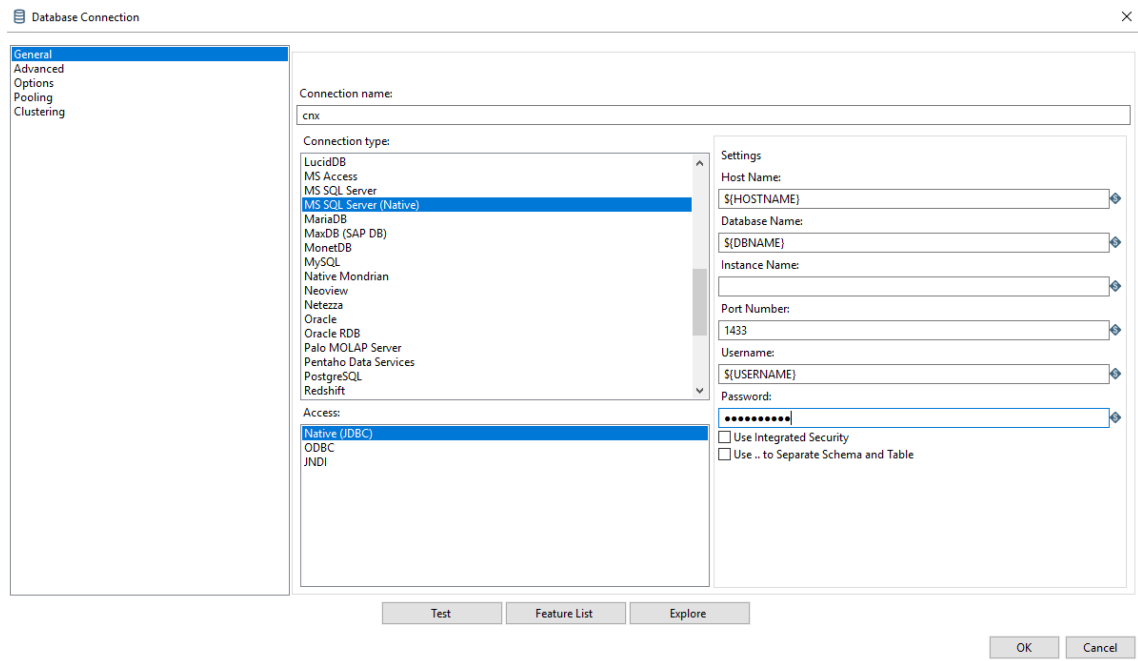 Database Connection
General
Advanced
Options
Pooling
Clustering
Connection name:
cnx
Connection type:
LucidDB
MS Access
MS SQL Server
MS SQL Server (Native)
MariaDB
MaxDB (SAP DB)
MonetDB
MySQL
Native Mondrian
Neoview
Netezza
Oracle
Oracle RDB
Palo MOLAP Server
Pentaho Data Services
PostgreSQL
Redshift
Access:
Native (JDBC)
ODBC
JNDI
Settings
Host Name:
${HOSTNAME}
Database Name:
${DBNAME}
Instance Name:
Port Number:
1433
Username:
${USERNAME}
Password:
●●●●●●●●●●
Use Integrated Security
Use .. to Separate Schema and Table
Test
Feature List
Explore
OK
Cancel